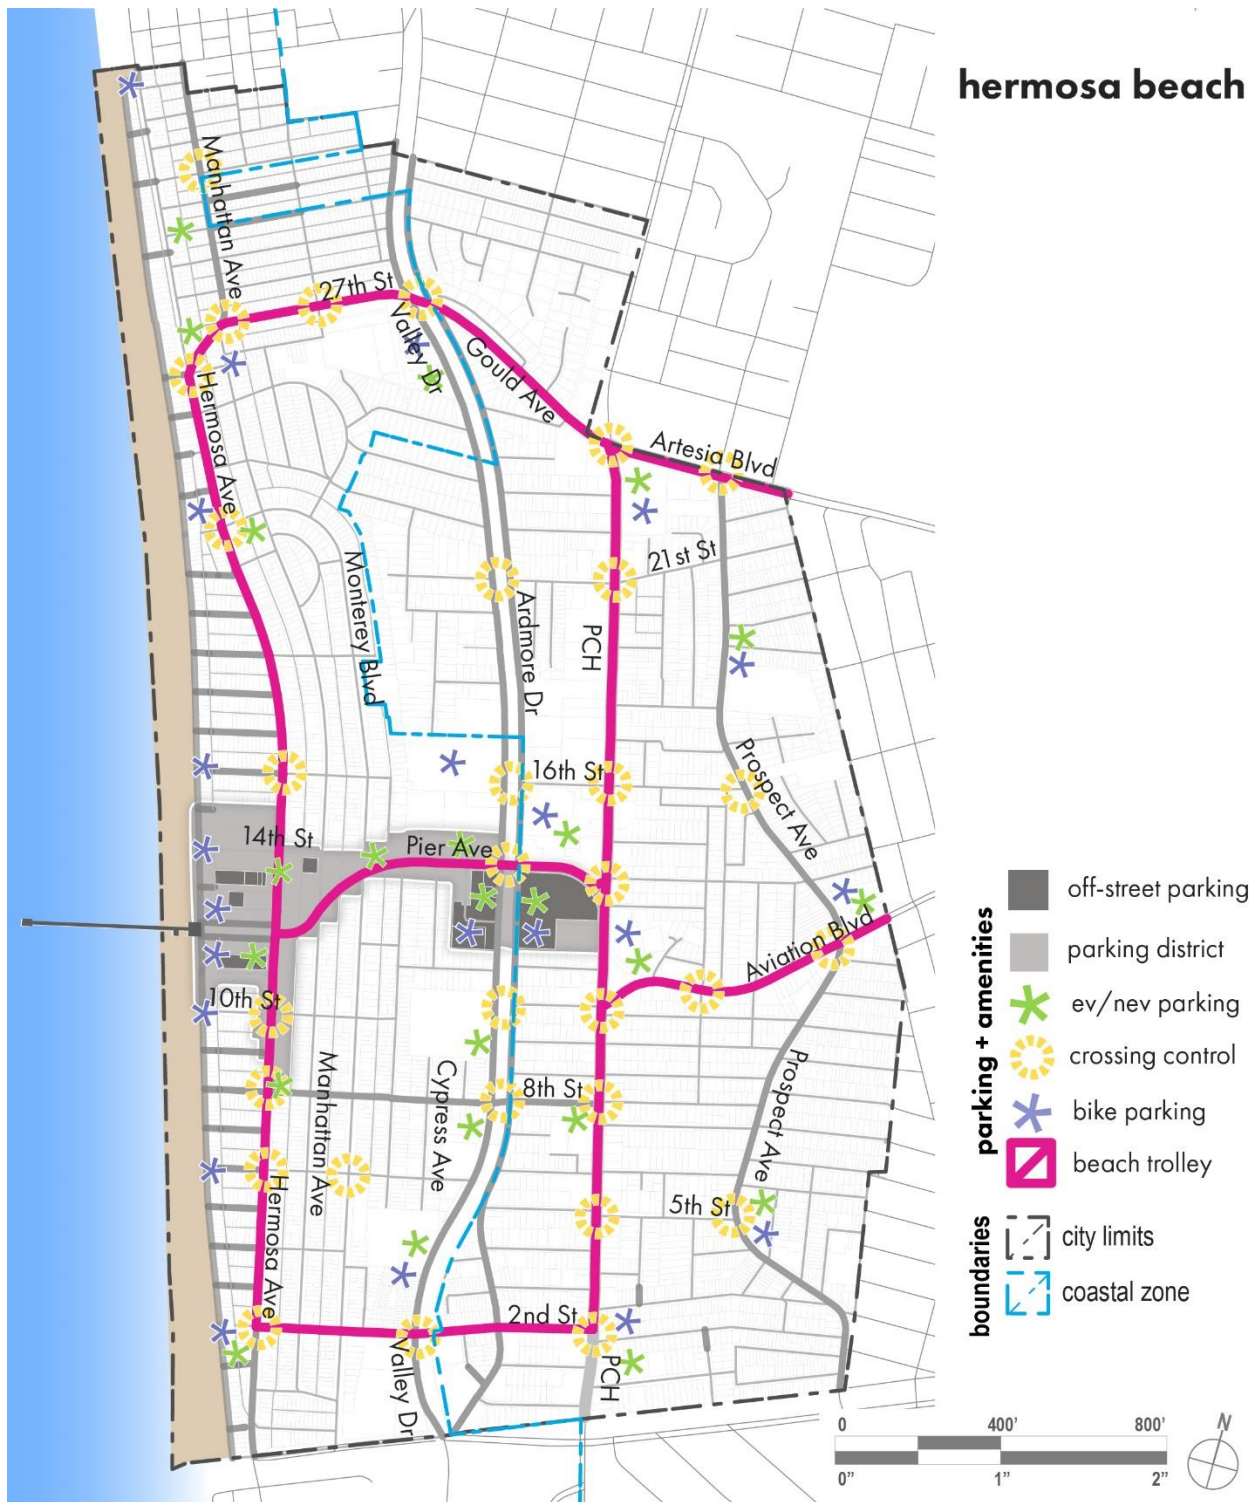 hermosa beach
Manhattan Ave
27th St
Valley Dr
Gould Ave
Hermosa Ave
Artesia Blvd
21st St
Monterey Blvd
Ardmore Dr
PCH
16th St
Prospect Ave
14th St
Pier Ave
Aviation Blvd
10th St
Manhattan Ave
Cypress Ave
8th St
Prospect Ave
5th St
Hermosa Ave
2nd St
Valley Dr
PCH
parking + amenities
off-street parking
parking district
ev/nev parking
crossing control
bike parking
beach trolley
boundaries
city limits
coastal zone
0 400' 800'
0" 1" 2"
N